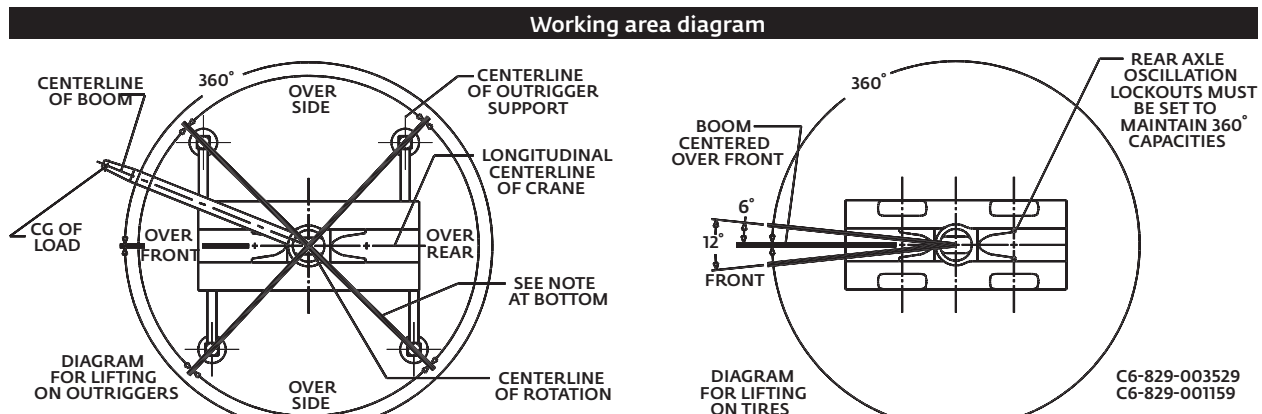 Working area diagram
CENTERLINE
OF BOOM
360°
OVER
SIDE
CENTERLINE
OF OUTRIGGER
SUPPORT
LONGITUDINAL
CENTERLINE
OF CRANE
CG OF
LOAD
OVER
FRONT
OVER
REAR
SEE NOTE
AT BOTTOM
DIAGRAM
FOR LIFTING
ON OUTRIGGERS
OVER
SIDE
CENTERLINE
OF ROTATION
360°
REAR AXLE
OSCILLATION
LOCKOUTS MUST
BE SET TO
MAINTAIN 360°
CAPACITIES
BOOM
CENTERED
OVER FRONT
6°
12°
FRONT
DIAGRAM
FOR LIFTING
ON TIRES
C6-829-003529
C6-829-001159